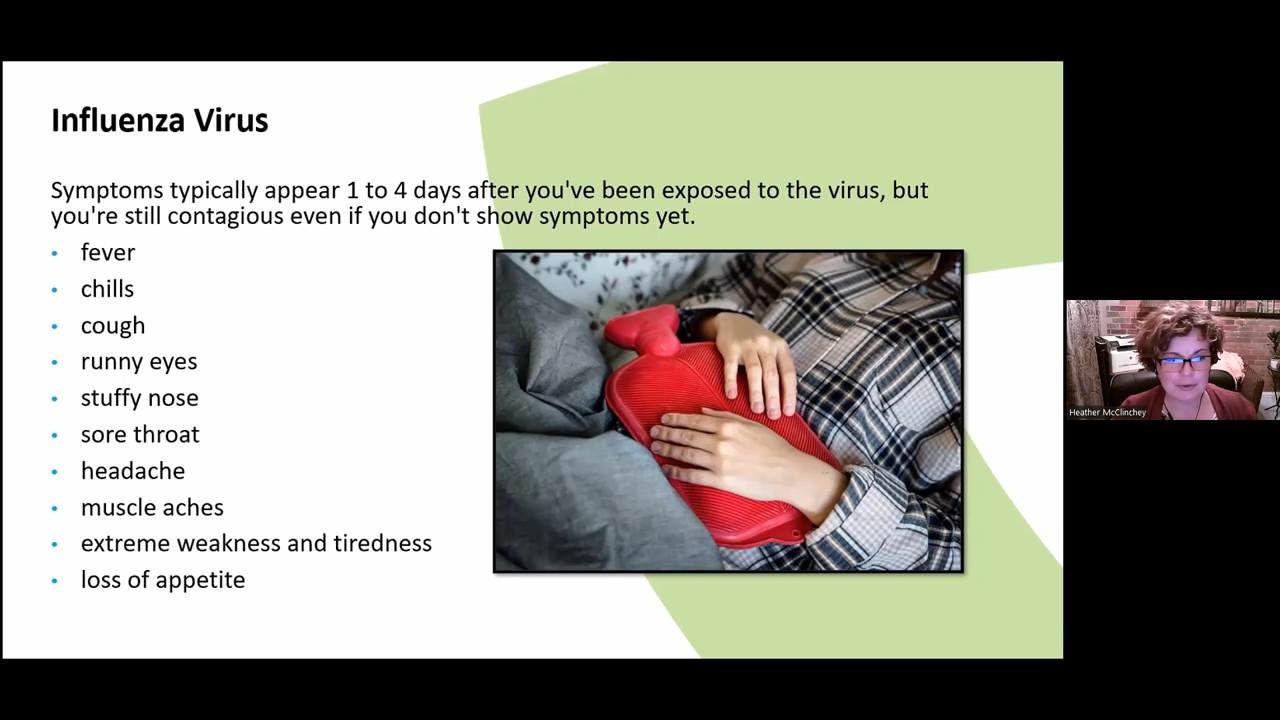 Influenza Virus
Symptoms typically appear 1 to 4 days after you've been exposed to the virus, but
you're still contagious even if you don't show symptoms yet.
• fever
• chills
• cough
• runny eyes
• stuffy nose
• sore throat
• headache
• muscle aches
• extreme weakness and tiredness
• loss of appetite
Heather McClinchey